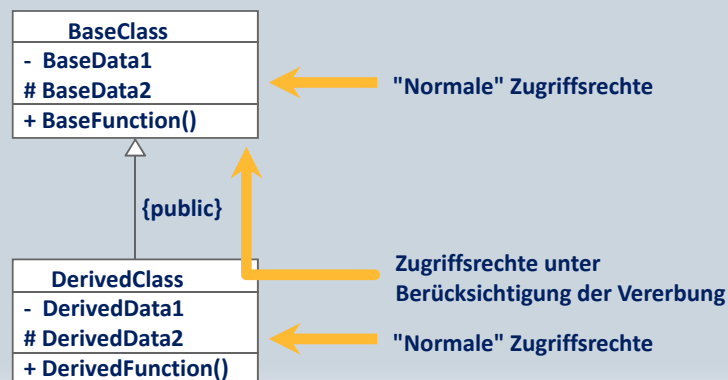 BaseClass
- BaseData1
# BaseData2
+ BaseFunction()
"Normale" Zugriffsrechte
{public}
Zugriffsrechte unter
Berücksichtigung der Vererbung
DerivedClass
- DerivedData1
# DerivedData2
+ DerivedFunction()
"Normale" Zugriffsrechte